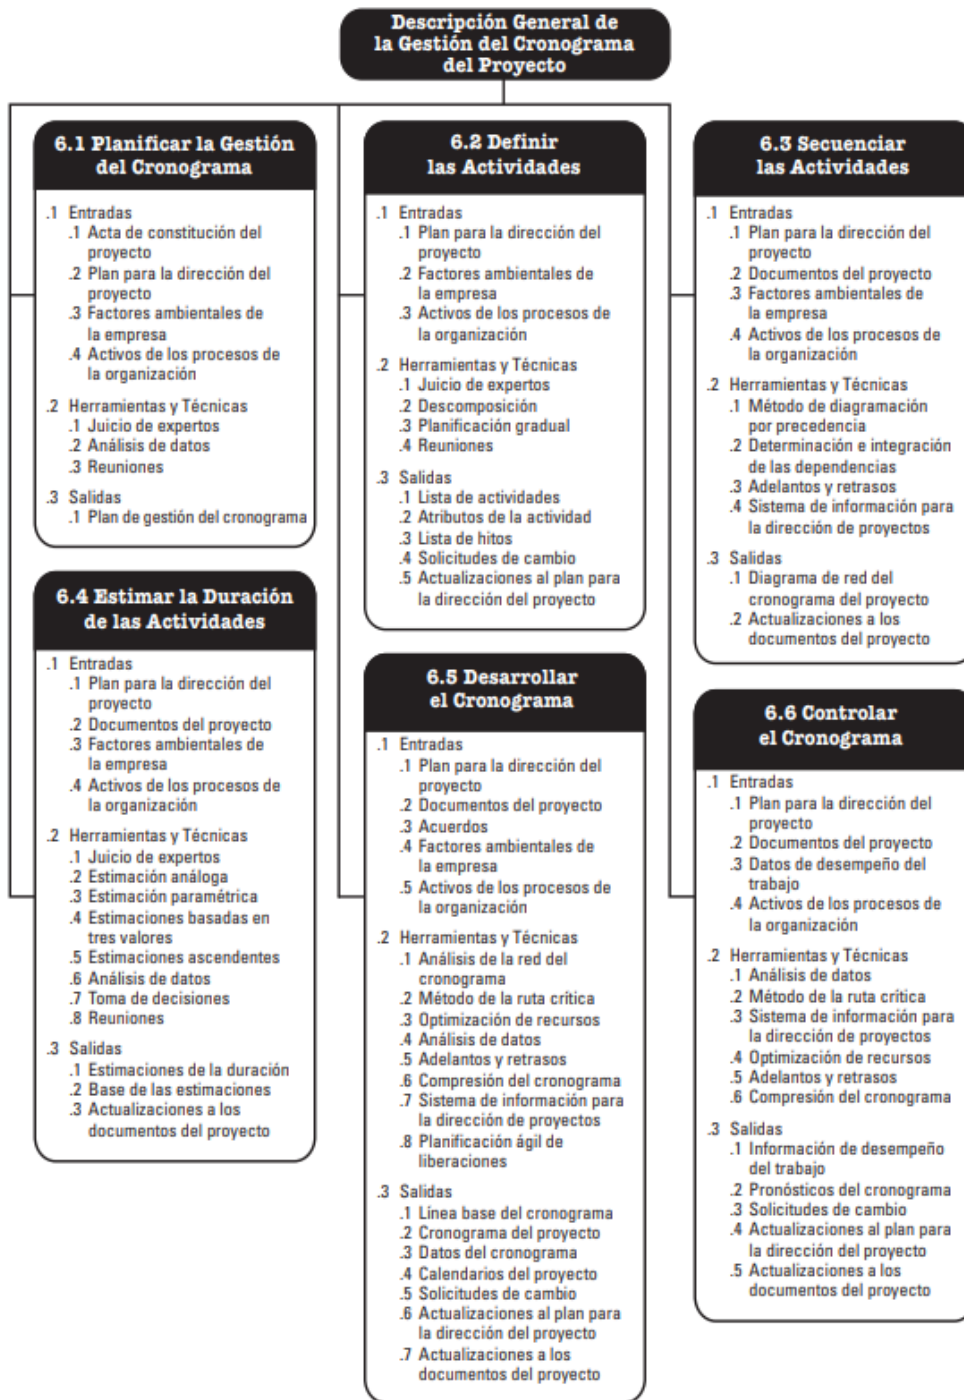 Descripción General de
la Gestión del Cronograma
del Proyecto
6.1 Planificar la Gestión
del Cronograma
.1 Entradas
.1 Acta de constitución del
proyecto
.2 Plan para la dirección del
proyecto
.3 Factores ambientales de
la empresa
.4 Activos de los procesos de
la organización
.2 Herramientas y Técnicas
.1 Juicio de expertos
.2 Análisis de datos
.3 Reuniones
.3 Salidas
.1 Plan de gestión del cronograma
6.2 Definir
las Actividades
.1 Entradas
.1 Plan para la dirección del
proyecto
.2 Factores ambientales de
la empresa
.3 Activos de los procesos de
la organización
.2 Herramientas y Técnicas
.1 Juicio de expertos
.2 Descomposición
.3 Planificación gradual
.4 Reuniones
.3 Salidas
.1 Lista de actividades
.2 Atributos de la actividad
.3 Lista de hitos
.4 Solicitudes de cambio
.5 Actualizaciones al plan para
la dirección del proyecto
6.3 Secuenciar
las Actividades
.1 Entradas
.1 Plan para la dirección del
proyecto
.2 Documentos del proyecto
.3 Factores ambientales de
la empresa
.4 Activos de los procesos de
la organización
.2 Herramientas y Técnicas
.1 Método de diagramación
por precedencia
.2 Determinación e integración
de las dependencias
.3 Adelantos y retrasos
.4 Sistema de información para
la dirección de proyectos
.3 Salidas
.1 Diagrama de red del
cronograma del proyecto
.2 Actualizaciones a los
documentos del proyecto
6.4 Estimar la Duración
de las Actividades
.1 Entradas
.1 Plan para la dirección del
proyecto
.2 Documentos del proyecto
.3 Factores ambientales de
la empresa
.4 Activos de los procesos de
la organización
.2 Herramientas y Técnicas
.1 Juicio de expertos
.2 Estimación análoga
.3 Estimación paramétrica
.4 Estimaciones basadas en
tres valores
.5 Estimaciones ascendentes
.6 Análisis de datos
.7 Toma de decisiones
.8 Reuniones
.3 Salidas
.1 Estimaciones de la duración
.2 Base de las estimaciones
.3 Actualizaciones a los
documentos del proyecto
6.5 Desarrollar
el Cronograma
.1 Entradas
.1 Plan para la dirección del
proyecto
.2 Documentos del proyecto
.3 Acuerdos
.4 Factores ambientales de
la empresa
.5 Activos de los procesos de
la organización
.2 Herramientas y Técnicas
.1 Análisis de la red del
cronograma
.2 Método de la ruta crítica
.3 Optimización de recursos
.4 Análisis de datos
.5 Adelantos y retrasos
.6 Compresión del cronograma
.7 Sistema de información para
la dirección de proyectos
.8 Planificación ágil de
liberaciones
.3 Salidas
.1 Línea base del cronograma
.2 Cronograma del proyecto
.3 Datos del cronograma
.4 Calendarios del proyecto
.5 Solicitudes de cambio
.6 Actualizaciones al plan para
la dirección del proyecto
.7 Actualizaciones a los
documentos del proyecto
6.6 Controlar
el Cronograma
.1 Entradas
.1 Plan para la dirección del
proyecto
.2 Documentos del proyecto
.3 Datos de desempeño del
trabajo
.4 Activos de los procesos de
la organización
.2 Herramientas y Técnicas
.1 Análisis de datos
.2 Método de la ruta crítica
.3 Sistema de información para
la dirección de proyectos
.4 Optimización de recursos
.5 Adelantos y retrasos
.6 Compresión del cronograma
.3 Salidas
.1 Información de desempeño
del trabajo
.2 Pronósticos del cronograma
.3 Solicitudes de cambio
.4 Actualizaciones al plan para
la dirección del proyecto
.5 Actualizaciones a los
documentos del proyecto